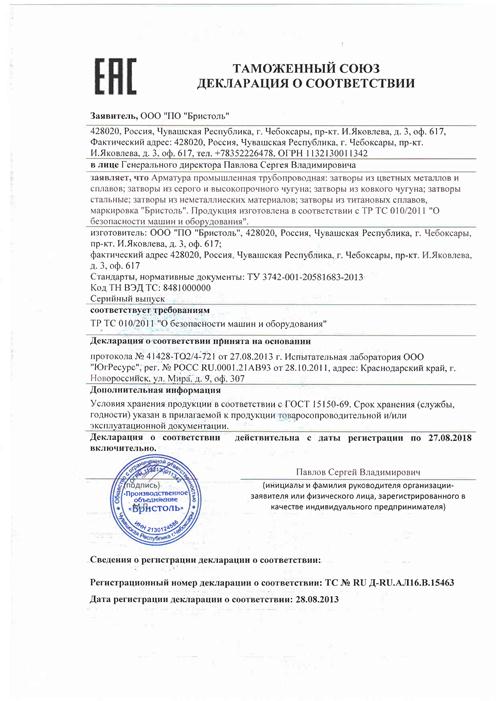 ЕАС
ТАМОЖЕННЫЙ СОЮЗ
ДЕКЛАРАЦИЯ О СООТВЕТСТВИИ
Заявитель, ООО "ПО "Бристоль"
428020, Россия, Чувашская Республика, г. Чебоксары, пр-кт. И.Яковлева, д. 3, оф. 617,
Фактический адрес: 428020, Россия, Чувашская Республика, г. Чебоксары, пр-кт.
И.Яковлева, д. 3, оф. 617, тел. +78352226478, ОГРН 1132130011342
в лице Генерального директора Павлова Сергея Владимировича
заявляет, что Арматура промышленная трубопроводная: затворы из цветных металлов и
сплавов; затворы из серого и высокопрочного чугуна; затворы из ковкого чугуна; затворы
стальные; затворы из неметаллиеских материалов; затворы из титановых сплавов,
маркировка "Бристоль". Продукция изготовлена в соответствии с ТР ТС 010/2011 "О
безопасности машин и оборудования".
изготовитель: ООО "ПО "Бристоль", 428020, Россия, Чувашская Республика, г. Чебоксары,
пр-кт. И.Яковлева, д. 3, оф. 617;
фактический адрес 428020, Россия, Чувашская Республика, г. Чебоксары, пр-кт. И.Яковлева,
д. 3, оф. 617
Стандарты, нормативные документы: ТУ 3742-001-20581683-2013
Код ТН ВЭД ТС: 8481000000
Серийный выпуск
соответствует требованиям
ТР ТС 010/2011 "О безопасности машин и оборудования"
Декларация о соответствии принята на основании
протокола № 41428-ТО2/4-721 от 27.08.2013 г. Испытательная лаборатория ООО
"ЮгРесурс", рег. № РОСС RU.0001.21АВ93 от 28.10.2011, адрес: Краснодарский край, г.
Новороссийск, ул. Мира, д. 9, оф. 307
Дополнительная информация
Условия хранения продукции в соответствии с ГОСТ 15150-69. Срок хранения (службы,
годности) указан в прилагаемой к продукции товаросопроводительной и/или
эксплуатационной документации.
Декларация о соответствии действительна с даты регистрации по 27.08.2018
включительно.
Павлов Сергей Владимирович
(подпись)
(инициалы и фамилия руководителя организации-
заявителя или физического лица, зарегистрированного в
качестве индивидуального предпринимателя)
Общество с ограниченной ответственностью
ОГРН 1132130011342
М.П.
«Производственное
объединение
«Бристоль»
ИНН 2130124586
Чувашская Республика г.Чебоксары
Сведения о регистрации декларации о соответствии:
Регистрационный номер декларации о соответствии: ТС № RU Д-RU.АЛ16.В.15463
Дата регистрации декларации о соответствии: 28.08.2013